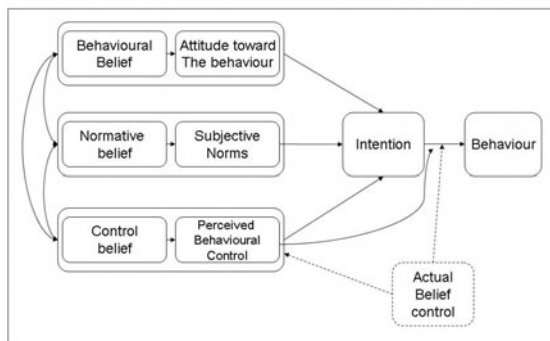 Behavioural
Belief
Attitude toward
The behaviour
Normative
belief
Subjective
Norms
Intention
Behaviour
Control
belief
Perceived
Behavioural
Control
Actual
Belief
control